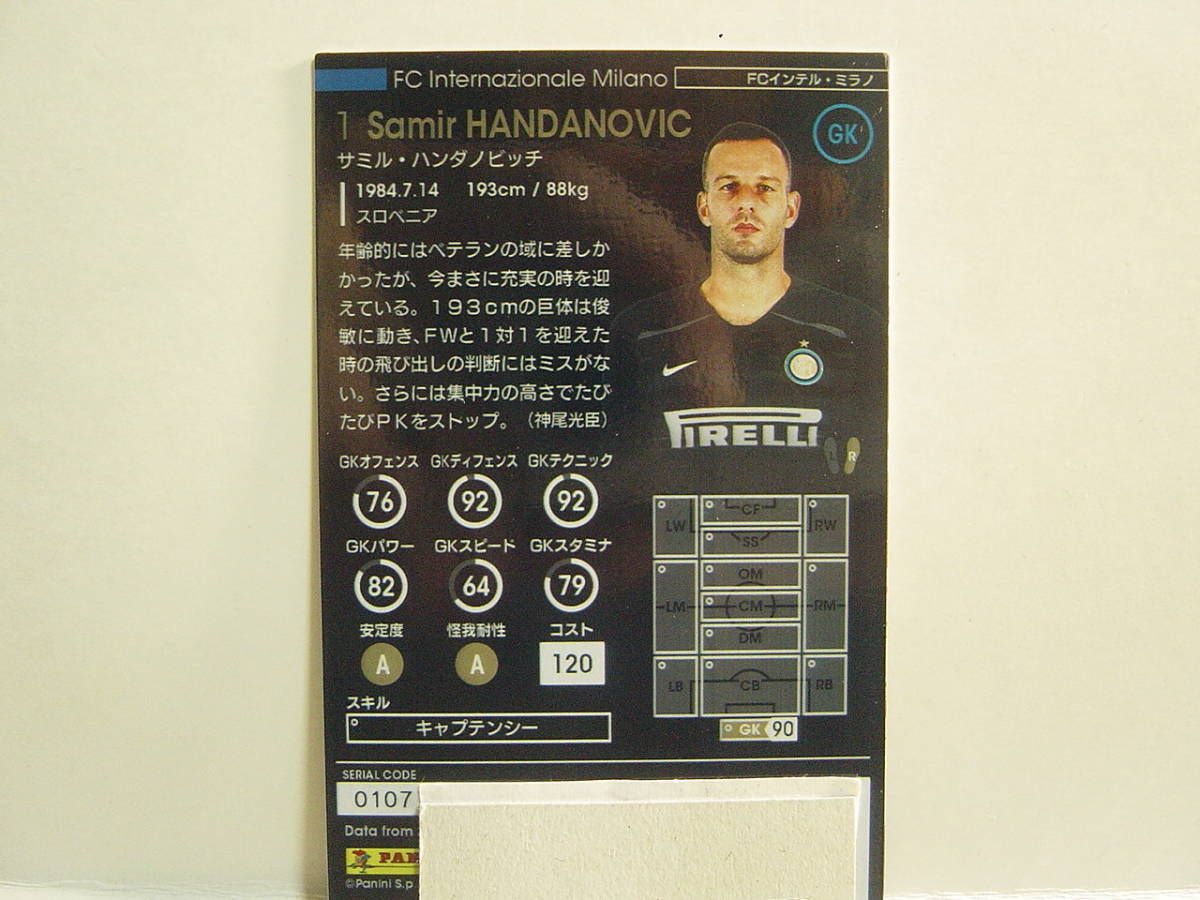 FC Internazionale Milano FCインテル・ミラノ
1 Samir HANDANOVIC
GK
サミル・ハンダノビッチ
1984.7.14 193cm / 88kg
スロベニア
年齢的にはベテランの域に差しか
かったが、今まさに充実の時を迎
えている。193cmの巨体は俊
敏に動き、FWと1対1を迎えた
時の飛び出しの判断にはミスがな
い。さらには集中力の高さでたび
たびPKをストップ。(神尾光臣)
PIRELLI
L R
GKオフェンス GKディフェンス GKテクニック
76 92 92
GKパワー GKスピード GKスタミナ
82 64 79
安定度 怪我耐性 コスト
A A 120
スキル
キャプテンシー
LW CF RW
SS
OM
LM CM RM
DM
LB CB RB
GK 90
SERIAL CODE
0107
Data from
PAN
©Panini S.p